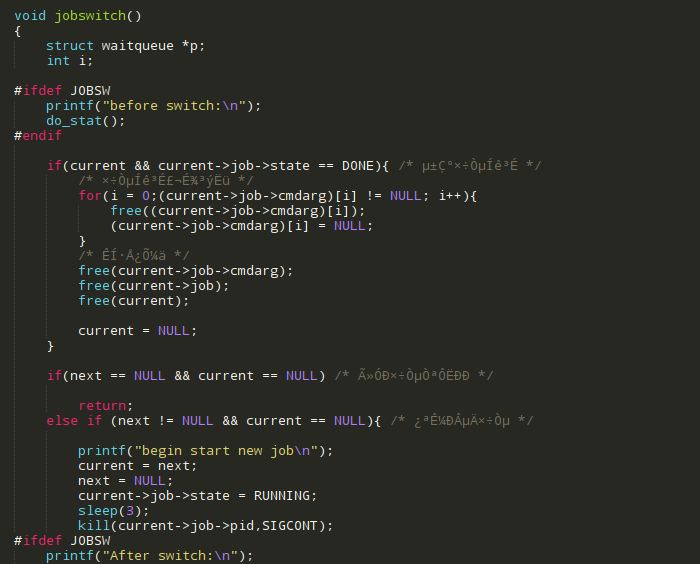 void jobswitch()
{
struct waitqueue *p;
int i;
#ifdef JOBSW
printf("before switch:\n");
do_stat();
#endif
if(current && current->job->state == DONE){ /* µ±Ç°×÷ÒµÍê³É */
/* ×÷ÒµÍê³É£¬É¾³ýËü */
for(i = 0;(current->job->cmdarg)[i] != NULL; i++){
free((current->job->cmdarg)[i]);
(current->job->cmdarg)[i] = NULL;
}
/* ÊÍ·Å¿Õ¼ä */
free(current->job->cmdarg);
free(current->job);
free(current);
current = NULL;
}
if(next == NULL && current == NULL) /* Ã»ÓÐ×÷ÒµÒªÔËÐÐ */
return;
else if (next != NULL && current == NULL){ /* ¿ªÊ¼ÐÂµÄ×÷Òµ */
printf("begin start new job\n");
current = next;
next = NULL;
current->job->state = RUNNING;
sleep(3);
kill(current->job->pid,SIGCONT);
#ifdef JOBSW
printf("After switch:\n");